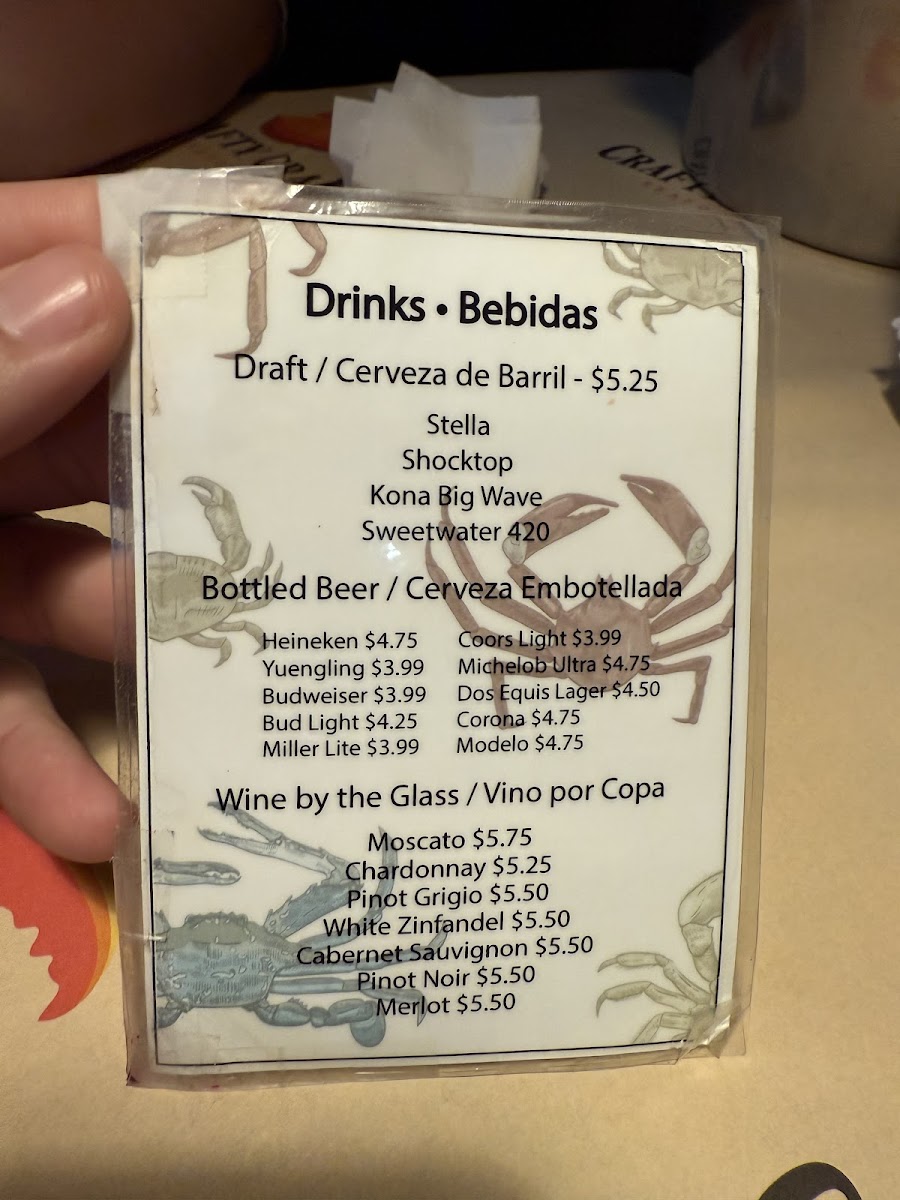 CRAFT
Drinks • Bebidas
Draft / Cerveza de Barril - $5.25
Stella
Shocktop
Kona Big Wave
Sweetwater 420
Bottled Beer / Cerveza Embotellada
Heineken $4.75
Yuengling $3.99
Budweiser $3.99
Bud Light $4.25
Miller Lite $3.99
Coors Light $3.99
Michelob Ultra $4.75
Dos Equis Lager $4.50
Corona $4.75
Modelo $4.75
Wine by the Glass / Vino por Copa
Moscato $5.75
Chardonnay $5.25
Pinot Grigio $5.50
White Zinfandel $5.50
Cabernet Sauvignon $5.50
Pinot Noir $5.50
Merlot $5.50